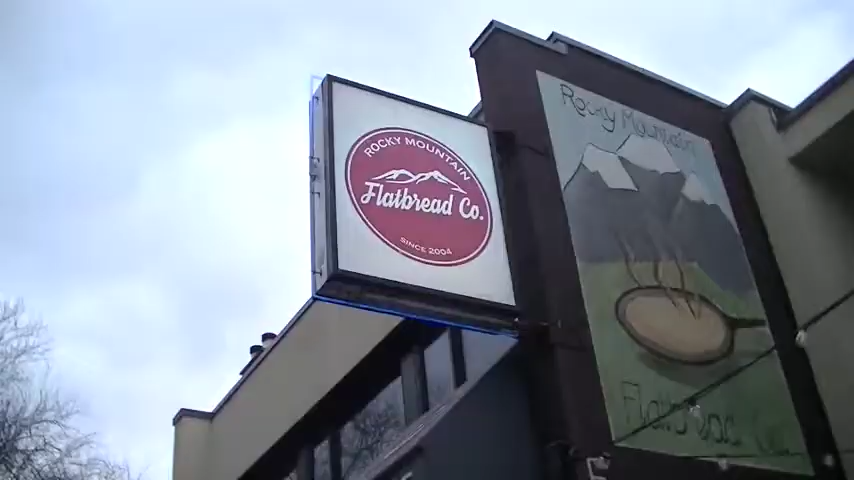 ROCKY MOUNTAIN
Flatbread Co.
SINCE 2004
Rocky Mountain
Flatbread Co.